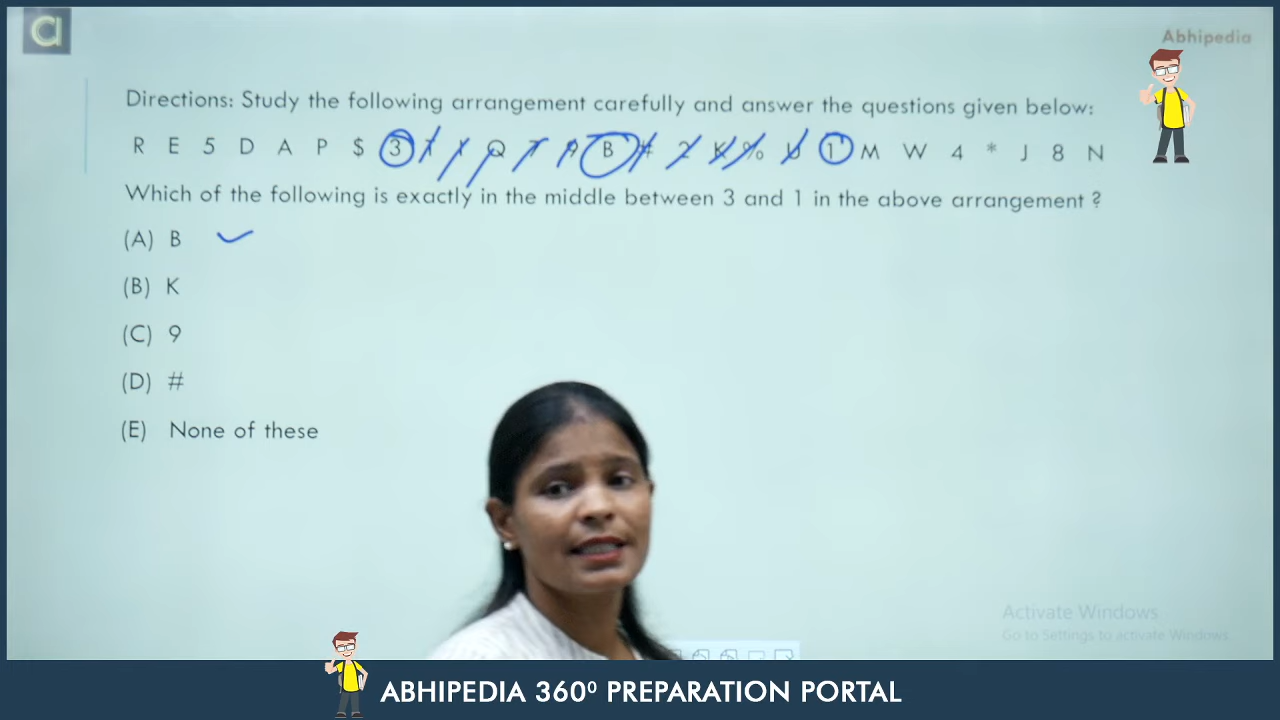 Abhipedia
Directions: Study the following arrangement carefully and answer the questions given below:
R E 5 D A P $ 3 Q B # 2 K % U 1 M W 4 * J 8 N
Which of the following is exactly in the middle between 3 and 1 in the above arrangement ?
(A) B
(B) K
(C) 9
(D) #
(E) None of these
Activate Windows
Go to Settings to activate Windows
ABHIPEDIA 360⁰ PREPARATION PORTAL